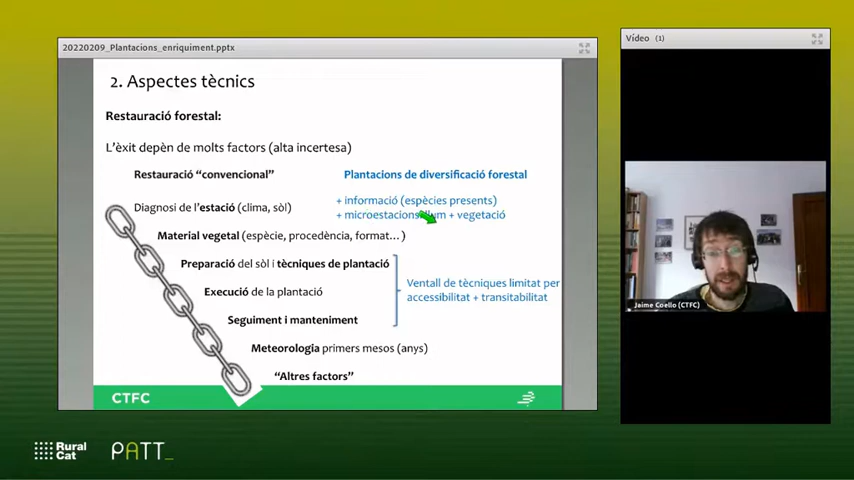 20220209_Plantacions_enriquiment.pptx
Vídeo (1)
2. Aspectes tècnics
Restauració forestal:
L'èxit depèn de molts factors (alta incertesa)
Restauració “convencional”
Plantacions de diversificació forestal
Diagnosi de l'estació (clima, sòl)
+ informació (espècies presents)
+ vegetació
Material vegetal (espècie, procedència, format...)
Preparació del sòl i tècniques de plantació
Execució de la plantació
Ventall de tècniques limitat per
accessibilitat + transitabilitat
Seguiment i manteniment
Meteorologia primers mesos (anys)
“Altres factors”
CTFC
Jaime Coello (CTFC)
Rural
Cat
PATT_